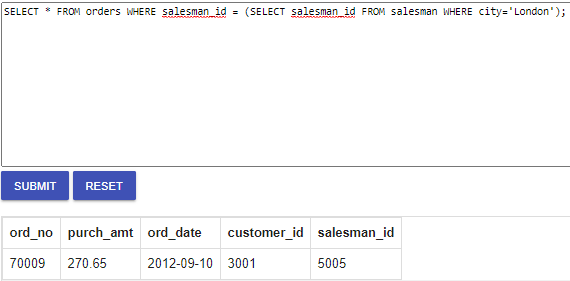 SELECT * FROM orders WHERE salesman_id = (SELECT salesman_id FROM salesman WHERE city='London');
SUBMIT RESET
ord_no purch_amt ord_date customer_id salesman_id
70009 270.65 2012-09-10 3001 5005